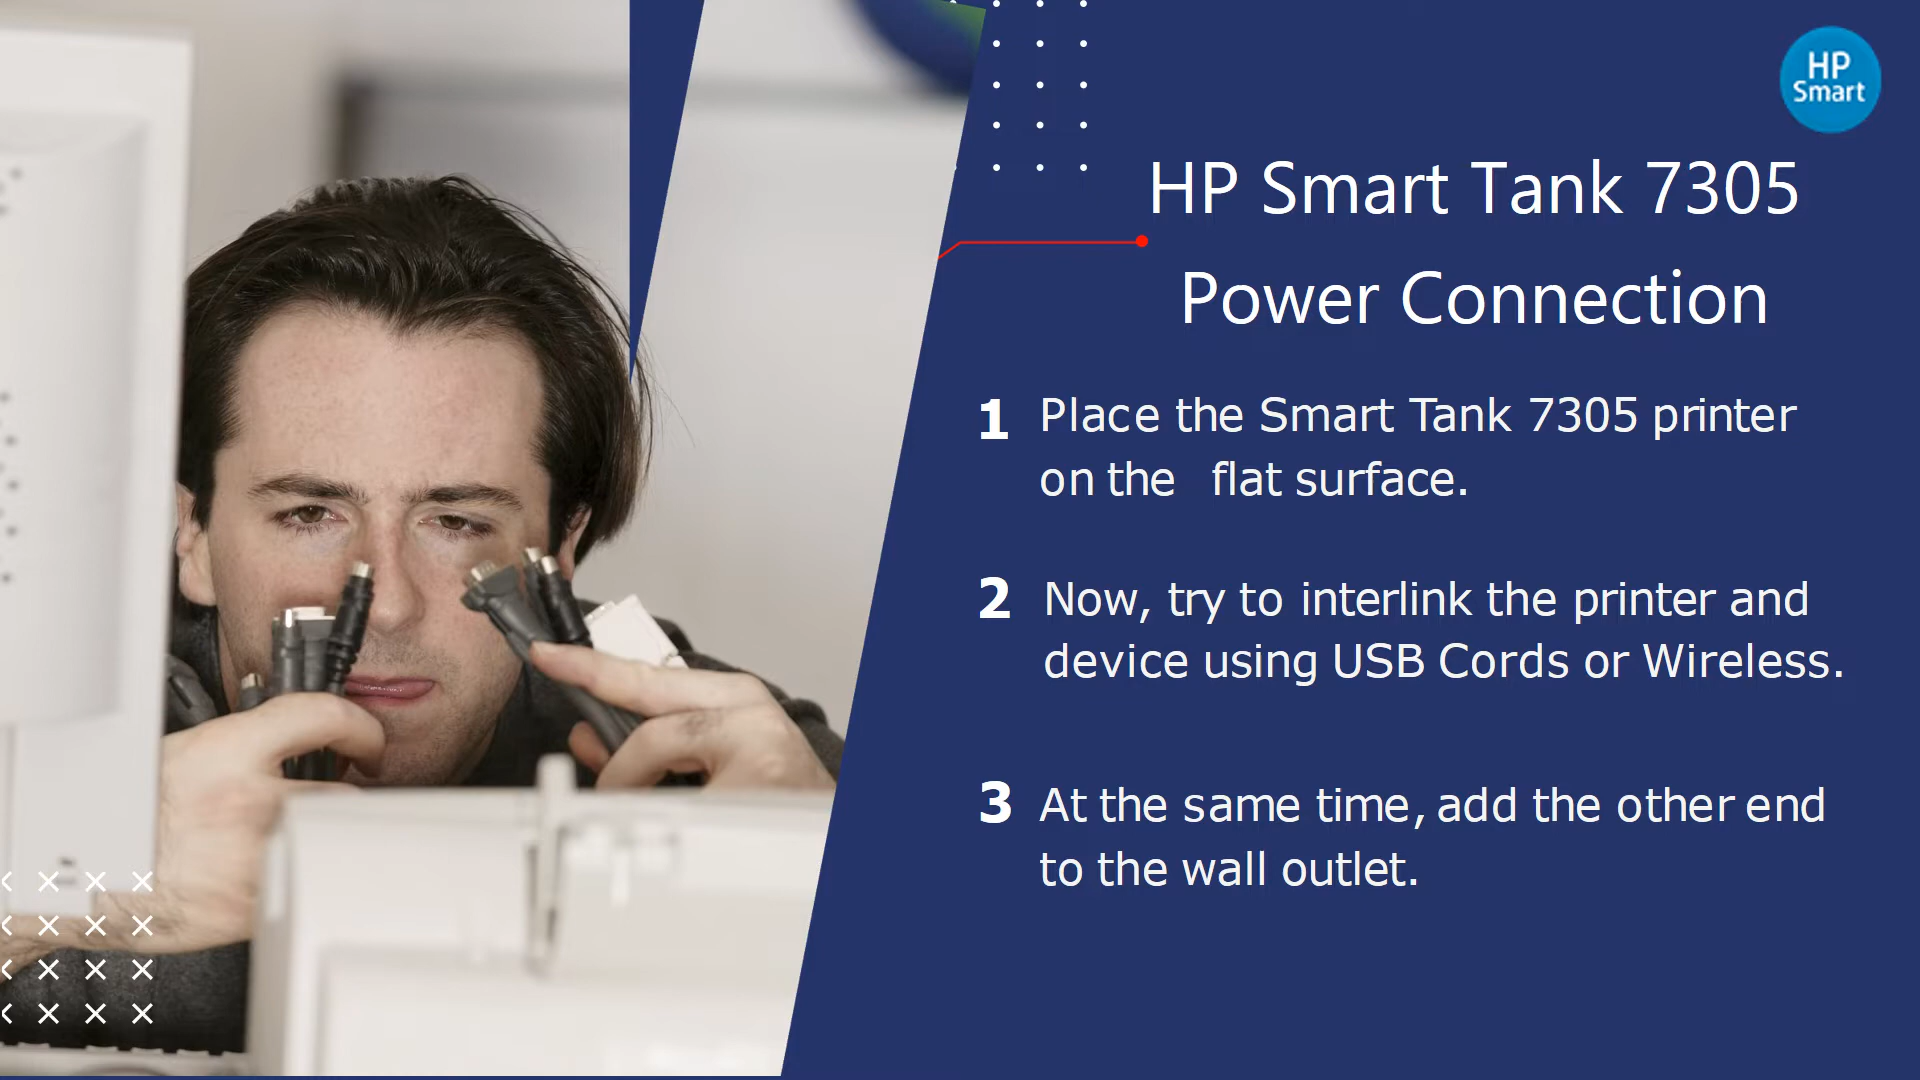 HP
Smart
HP Smart Tank 7305
Power Connection
1 Place the Smart Tank 7305 printer
on the flat surface.
2 Now, try to interlink the printer and
device using USB Cords or Wireless.
3 At the same time, add the other end
to the wall outlet.